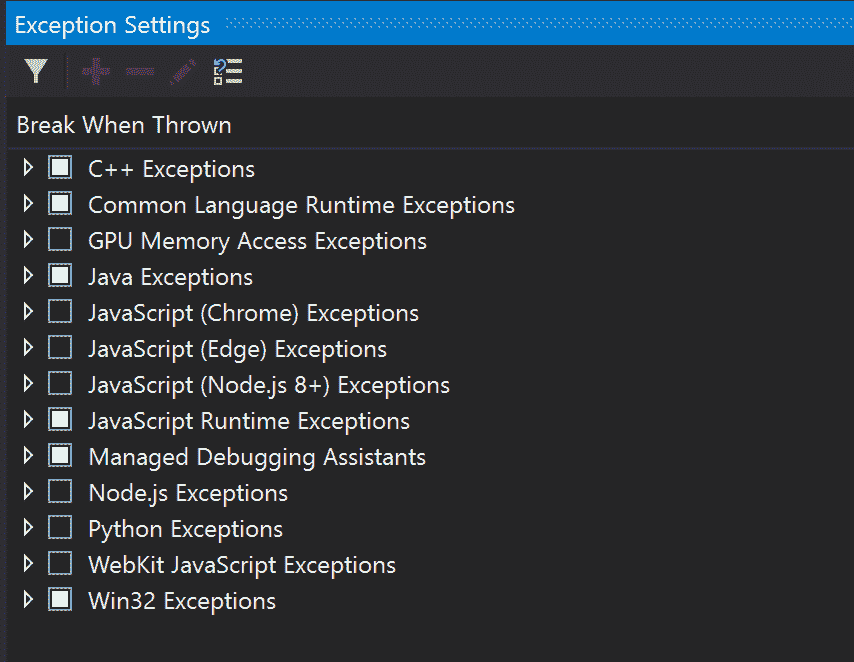 Exception Settings
Break When Thrown
C++ Exceptions
Common Language Runtime Exceptions
GPU Memory Access Exceptions
Java Exceptions
JavaScript (Chrome) Exceptions
JavaScript (Edge) Exceptions
JavaScript (Node.js 8+) Exceptions
JavaScript Runtime Exceptions
Managed Debugging Assistants
Node.js Exceptions
Python Exceptions
WebKit JavaScript Exceptions
Win32 Exceptions